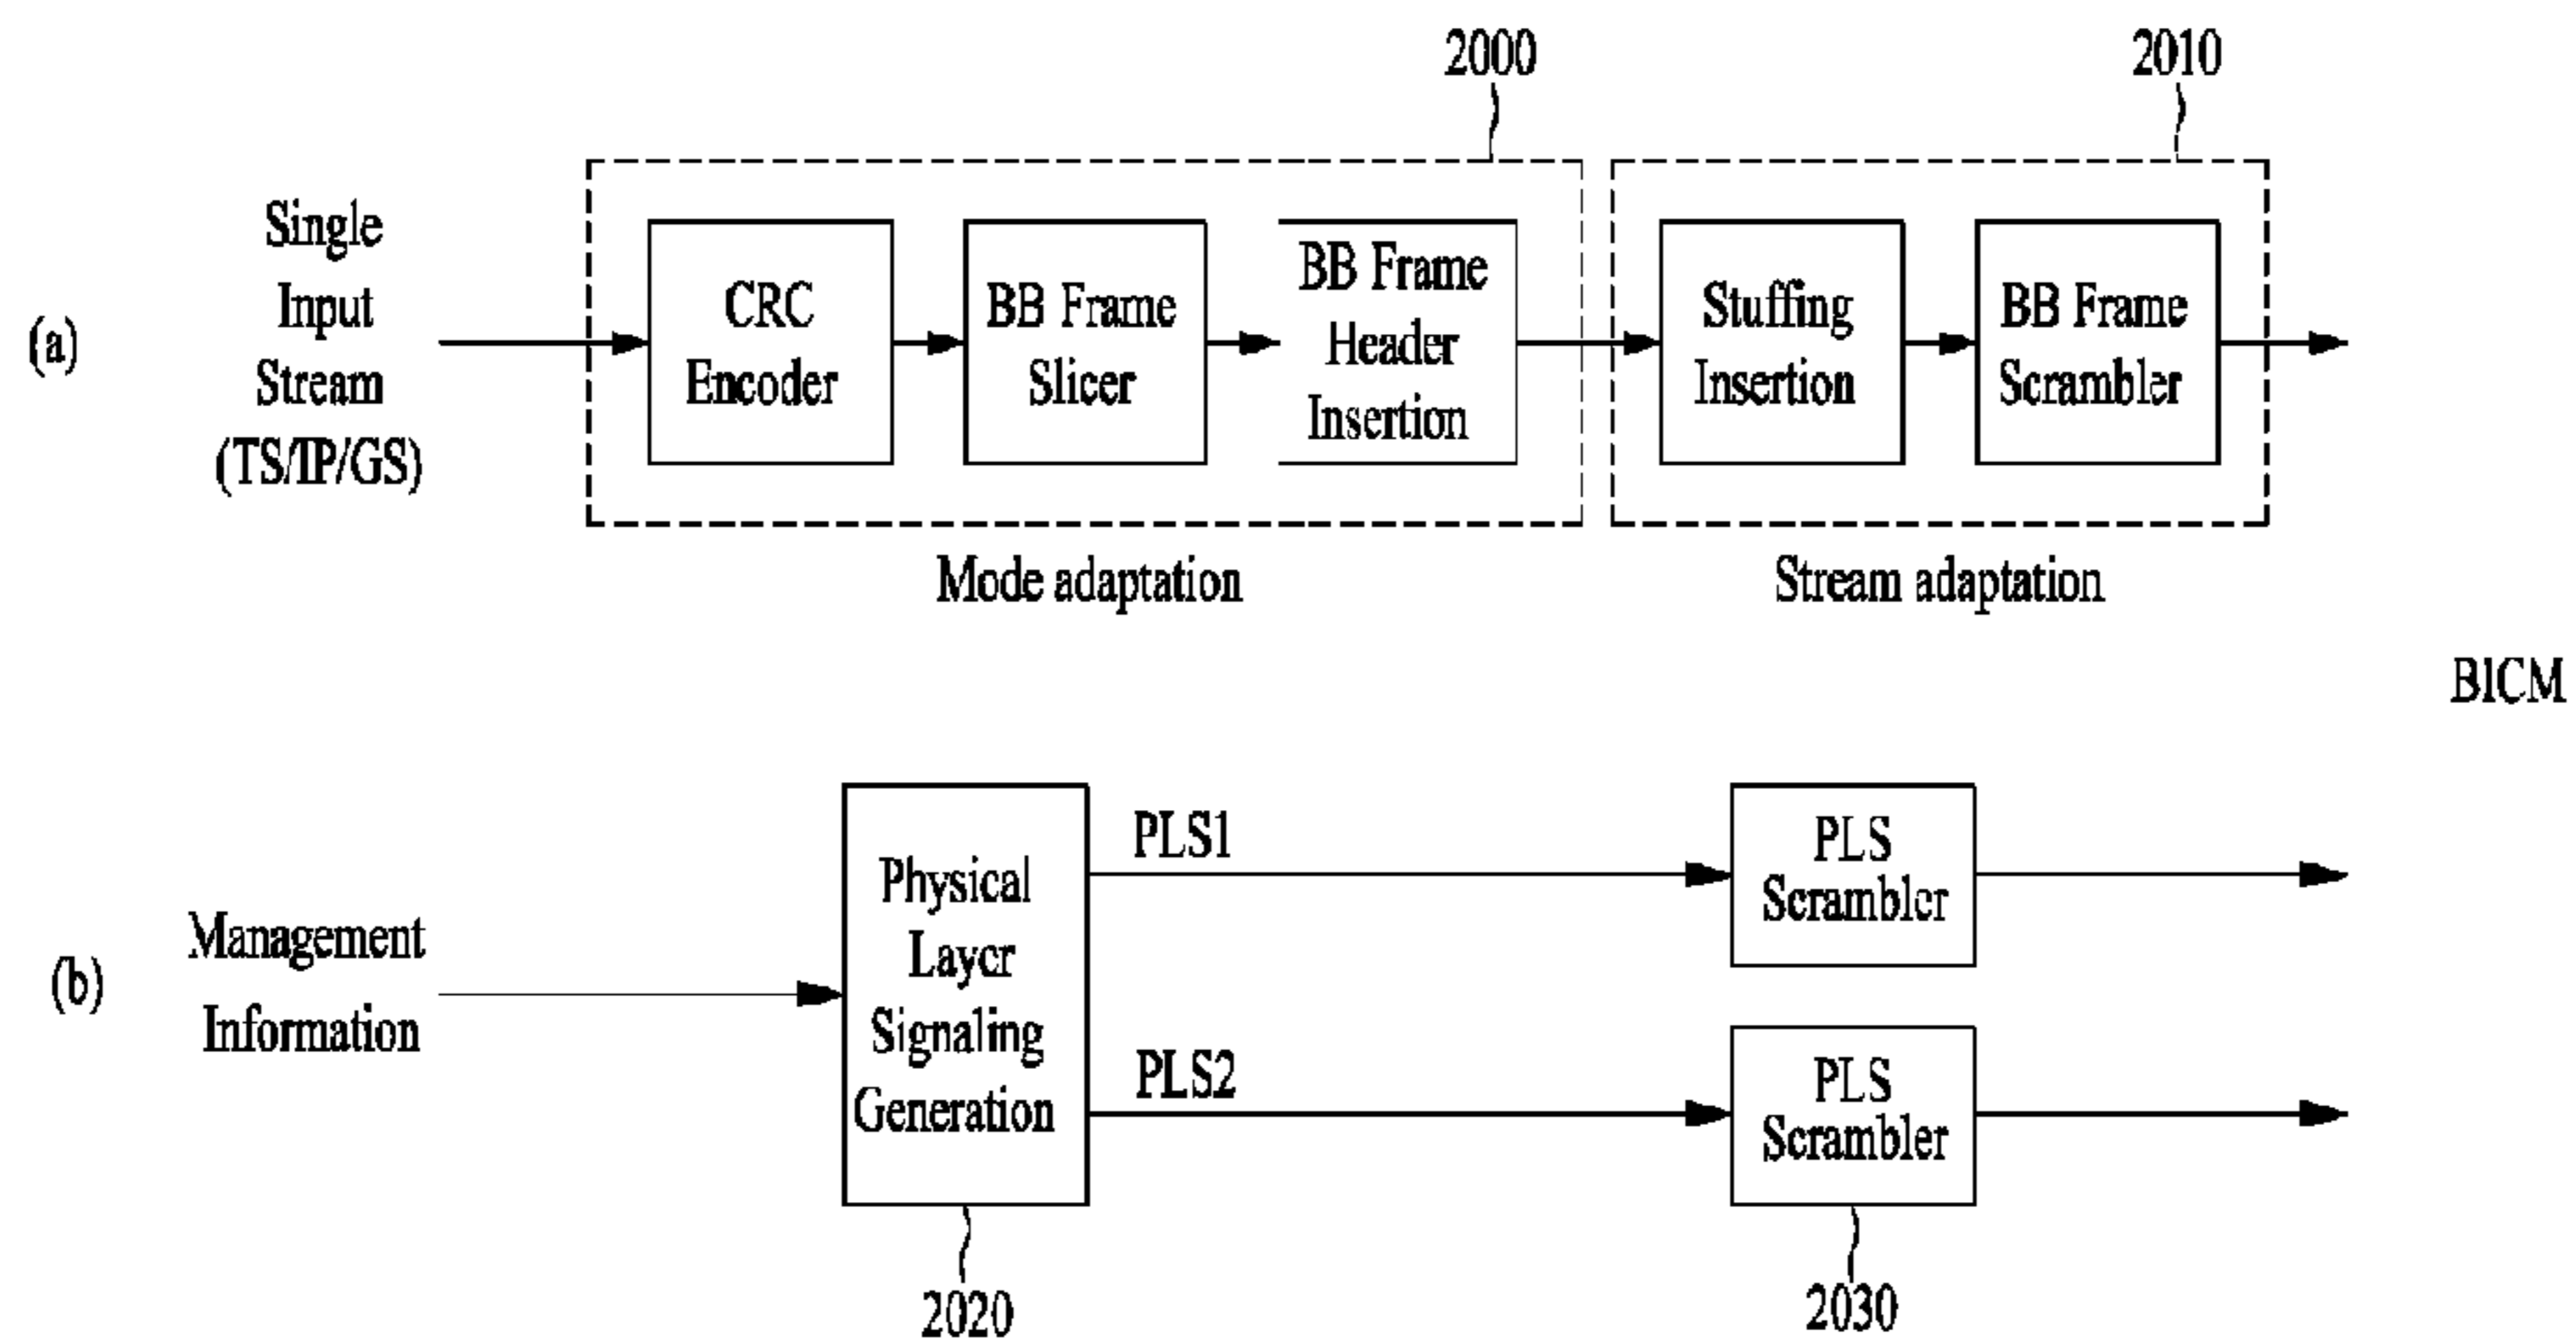 2000
2010
(a)
Single
Input
Stream
(TS/IP/GS)
CRC
Encoder
BB Frame
Slicer
BB Frame
Header
Insertion
Stuffing
Insertion
BB Frame
Scrambler
Mode adaptation
Stream adaptation
BICM
(b)
Management
Information
Physical
Layer
Signaling
Generation
PLS1
PLS2
PLS
Scrambler
PLS
Scrambler
2020
2030